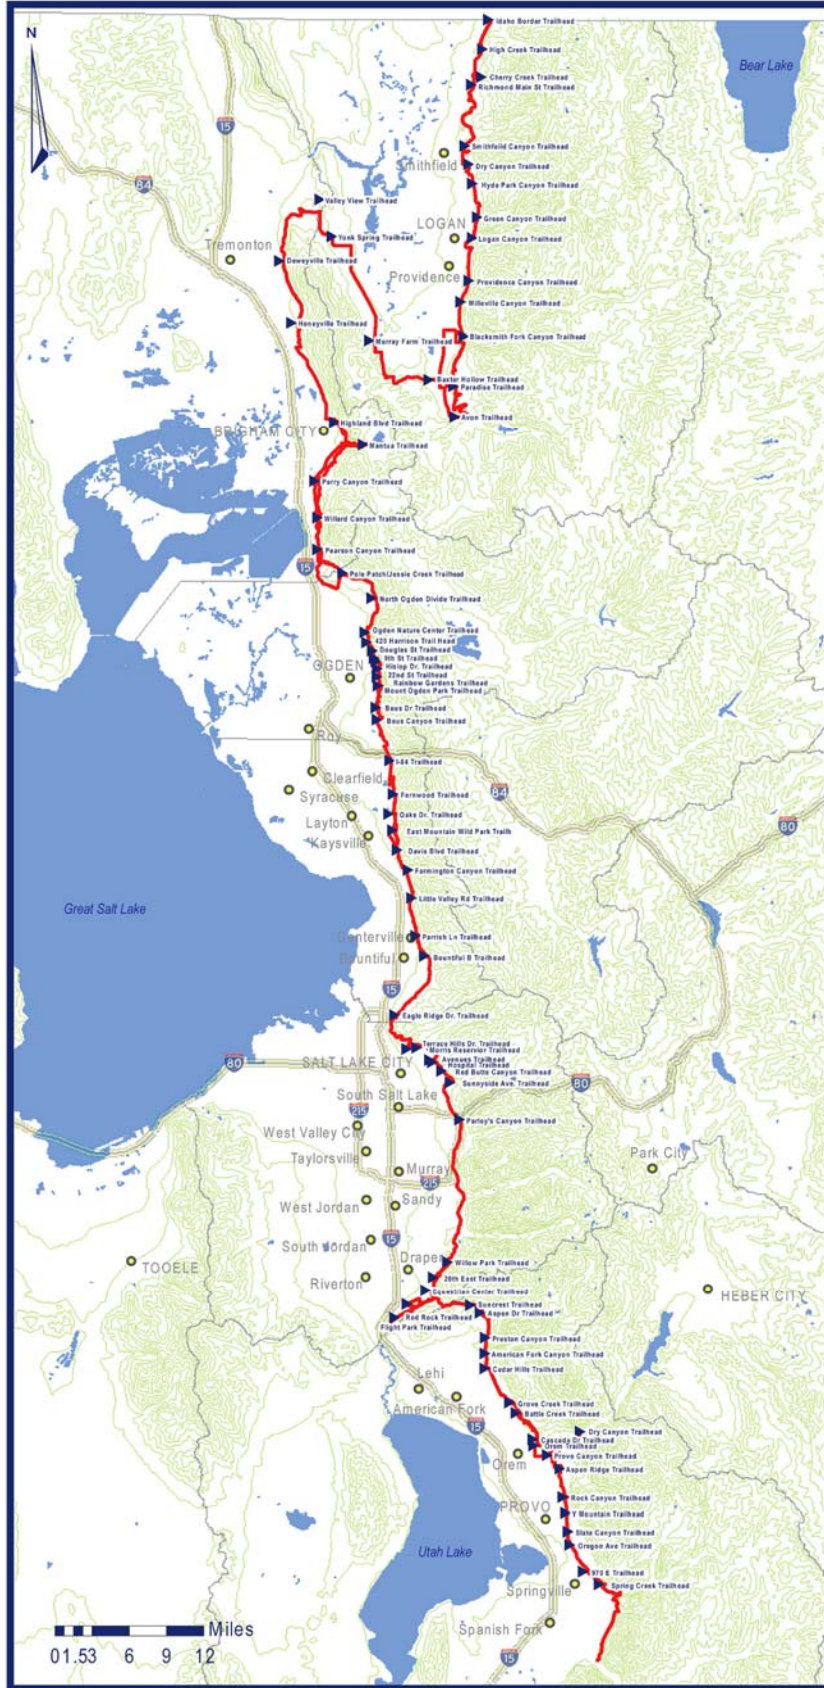 N
Idaho Border Trailhead
High Creek Trailhead
Bear Lake
Cherry Creek Trailhead
Richmond Main St Trailhead
15
Smithfeild Canyon Trailhead
Smithfield
Dry Canyon Trailhead
84
Hyde Park Canyon Trailhead
Valley View Trailhead
Green Canyon Trailhead
LOGAN
Yonk Spring Trailhead
Logan Canyon Trailhead
Tremonton
Deweyville Trailhead
Providence
Providence Canyon Trailhead
Milleville Canyon Trailhead
Honeyville Trailhead
Blacksmith Fork Canyon Trailhead
Murray Farm Trailhead
Baxter Hollow Trailhead
Paradise Trailhead
Avon Trailhead
Highland Blvd Trailhead
BRIGHAM CITY
Mantua Trailhead
Perry Canyon Trailhead
Willard Canyon Trailhead
Pearson Canyon Trailhead
15
Pole Patch/Jessie Creek Trailhead
North Ogden Divide Trailhead
Ogden Nature Center Trailhead
420 Harrison Trail Head
Douglas St Trailhead
9th St Trailhead
OGDEN
Hislop Dr. Trailhead
22nd St Trailhead
Rainbow Gardens Trailhead
Mount Ogden Park Trailhead
Beus Dr Trailhead
Beus Canyon Trailhead
Roy
I-84 Trailhead
Clearfield
Syracuse
Fernwood Trailhead
84
Oaks Dr. Trailhead
Layton
80
East Mountain Wild Park Trailh
Kaysville
Davis Blvd Trailhead
Farmington Canyon Trailhead
Little Valley Rd Trailhead
Great Salt Lake
Centerville
Parrish Ln Trailhead
Bountiful
Bountiful B Trailhead
15
Eagle Ridge Dr. Trailhead
Terrace Hills Dr. Trailhead
Morris Reservior Trailhead
80
SALT LAKE CITY
Avenues Trailhead
Hospital Trailhead
Red Butte Canyon Trailhead
Sunnyside Ave. Trailhead
80
South Salt Lake
215
Parley's Canyon Trailhead
West Valley City
Taylorsville
Murray
Park City
215
West Jordan
Sandy
15
South Jordan
TOOELE
Draper
Willow Park Trailhead
Riverton
20th East Trailhead
Equestrian Center Trailhead
HEBER CITY
Suncrest Trailhead
Aspen Dr Trailhead
Red Rock Trailhead
Flight Park Trailhead
Preston Canyon Trailhead
American Fork Canyon Trailhead
Cedar Hills Trailhead
Lehi
American Fork
Grove Creek Trailhead
Battle Creek Trailhead
15
Dry Canyon Trailhead
Cascade Dr Trailhead
Orem Trailhead
Provo Canyon Trailhead
Orem
Aspen Ridge Trailhead
Rock Canyon Trailhead
PROVO
Y Mountain Trailhead
Slate Canyon Trailhead
Oregon Ave Trailhead
Utah Lake
970 E Trailhead
Springville
Spring Creek Trailhead
Spanish Fork
15
Miles
01.53 6 9 12